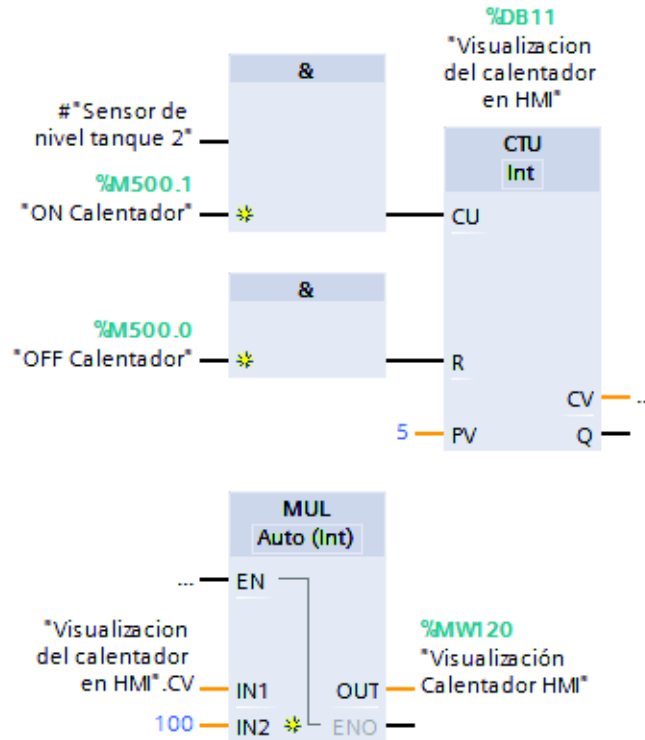 %DB11
"Visualizacion
del calentador
en HMI"
&
#"Sensor de
nivel tanque 2"
%M500.1
"ON Calentador"
CTU
Int
CU
&
%M500.0
"OFF Calentador"
R
CV ...
5 PV Q
MUL
Auto (Int)
... EN
"Visualizacion
del calentador
en HMI".CV
IN1 OUT
%MW120
"Visualización
Calentador HMI"
100 IN2 ENO